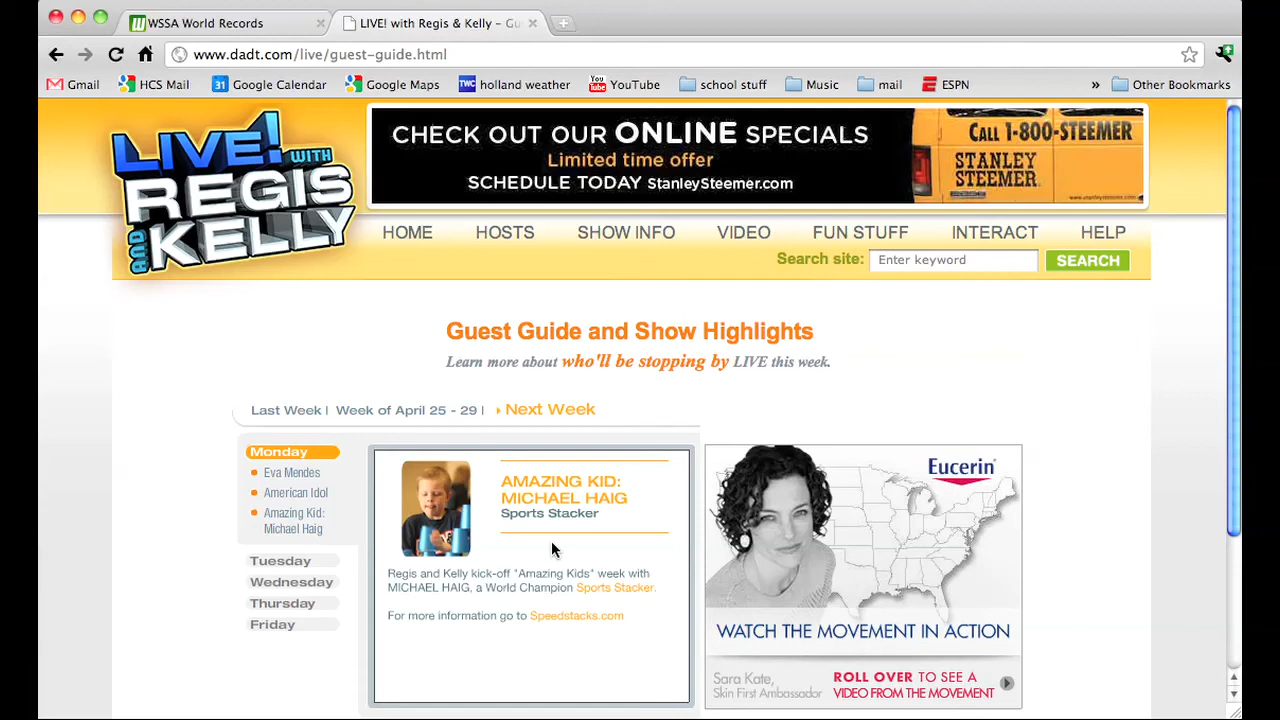 WSSA World Records
LIVE! with Regis & Kelly – Gu
www.dadt.com/live/guest-guide.html
Gmail
HCS Mail
31 Google Calendar
Google Maps
TWC holland weather
You Tube YouTube
school stuff
Music
mail
ESPN
»
Other Bookmarks
LIVE! WITH
REGIS
AND KELLY
CHECK OUT OUR ONLINE SPECIALS
Limited time offer
SCHEDULE TODAY StanleySteemer.com
CALL 1-800-STEEMER
STANLEY
STEEMER
www.stanleysteemer.com
HOME
HOSTS
SHOW INFO
VIDEO
FUN STUFF
INTERACT
HELP
Search site: Enter keyword SEARCH
Guest Guide and Show Highlights
Learn more about who'll be stopping by LIVE this week.
Last Week | Week of April 25 - 29 | Next Week
Monday
Eva Mendes
American Idol
Amazing Kid:
Michael Haig
Tuesday
Wednesday
Thursday
Friday
AMAZING KID:
MICHAEL HAIG
Sports Stacker
Regis and Kelly kick-off "Amazing Kids" week with
MICHAEL HAIG, a World Champion Sports Stacker.
For more information go to Speedstacks.com
Eucerin
WATCH THE MOVEMENT IN ACTION
Sara Kate,
Skin First Ambassador
ROLL OVER TO SEE A
VIDEO FROM THE MOVEMENT